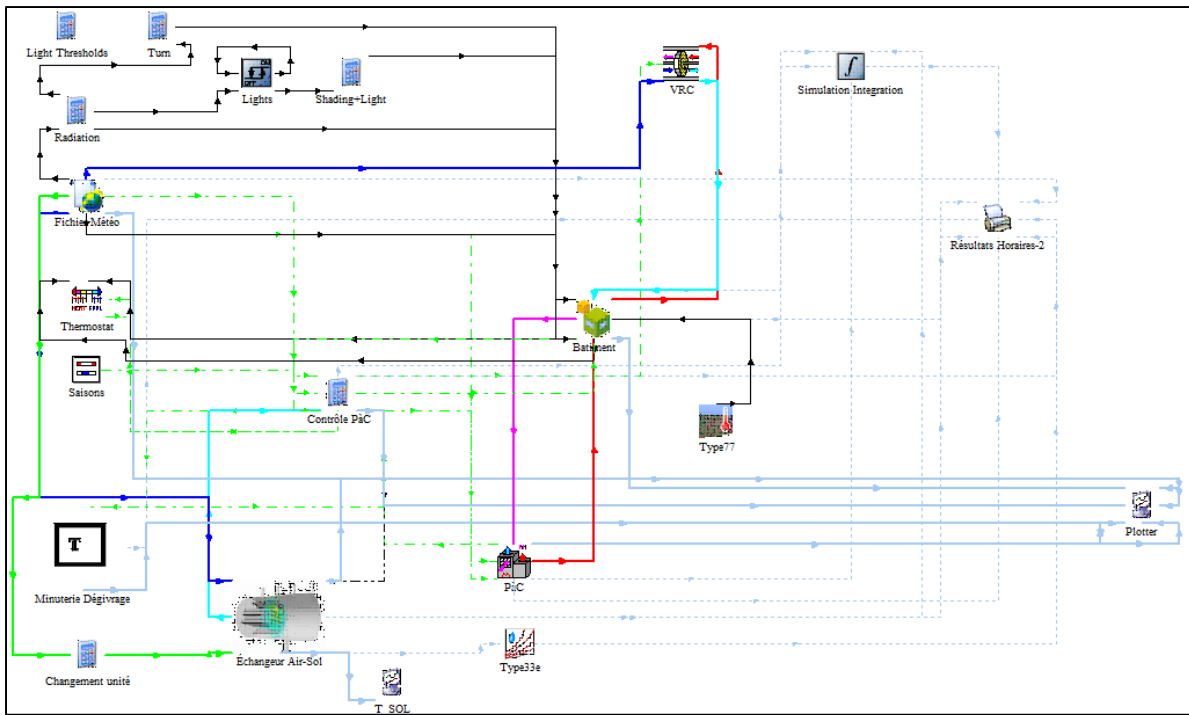 Light Thresholds
Turn
Lights
Shading+Light
VRC
Simulation Integration
Radiation
Fichier Météo
Résultats Horaires-2
Thermostat
Batiment
Saisons
Contrôle PàC
Type77
T
Plotter
Minuterie Dégivrage
PàC
Échangeur Air-Sol
Type33e
Changement unité
T_SOL